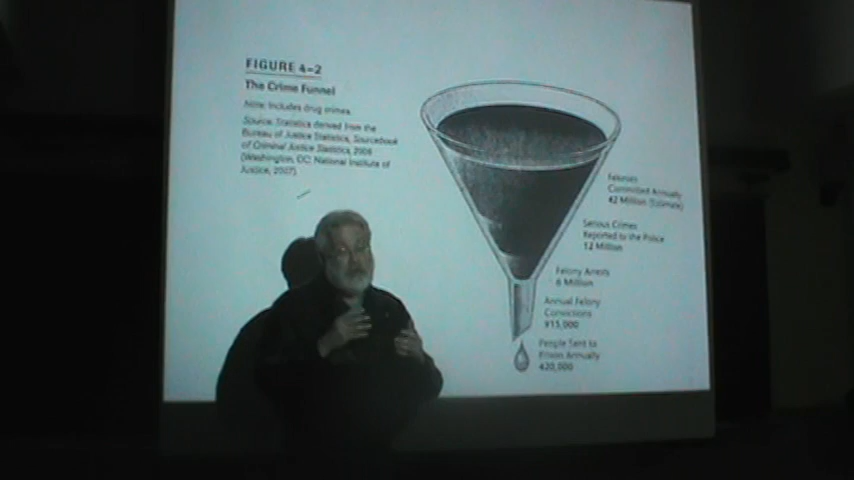 FIGURE 4–2
The Crime Funnel
Note: Includes drug crimes.
Source: Statistics derived from the
Bureau of Justice Statistics, Sourcebook
of Criminal Justice Statistics, 2006
(Washington, DC: National Institute of
Justice, 2007).
Felonies
Committed Annually
42 Million (Estimate)
Serious Crimes
Reported to the Police
12 Million
Felony Arrests
6 Million
Annual Felony
Convictions
915,000
People Sent to
Prison Annually
420,000